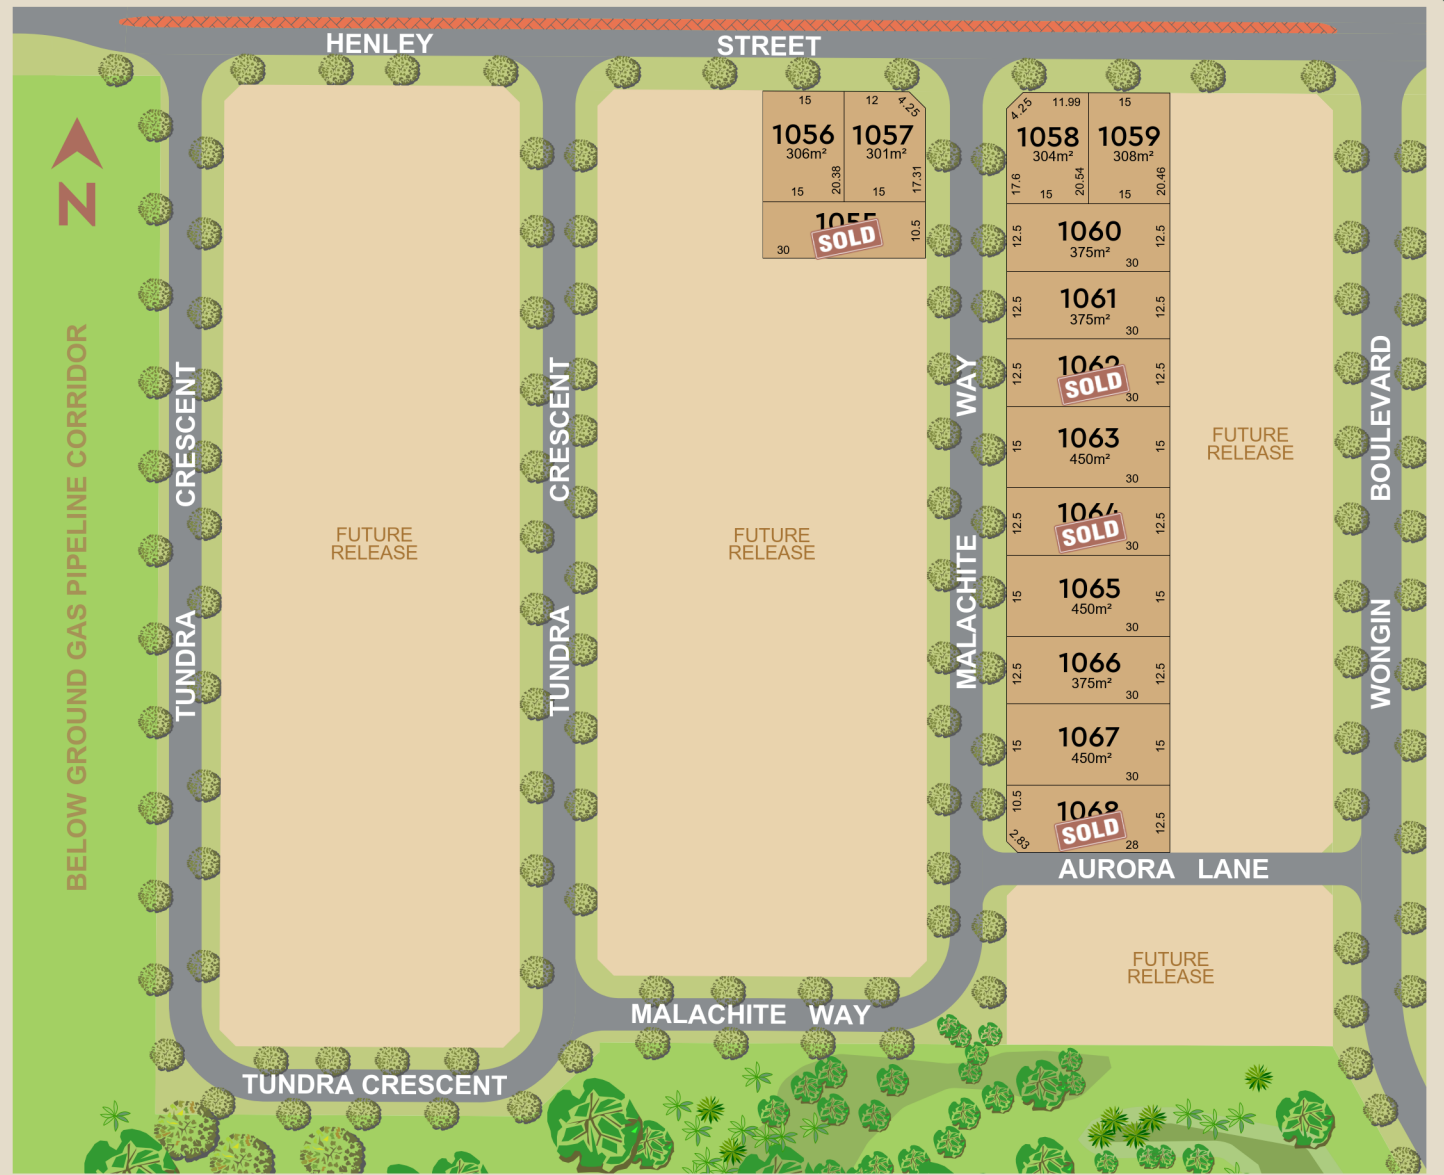 HENLEY STREET
N
BELOW GROUND GAS PIPELINE CORRIDOR
TUNDRA CRESCENT
FUTURE
RELEASE
TUNDRA CRESCENT
FUTURE
RELEASE
15
1056
306m²
15
20.38
12
4.25
1057
301m²
15
17.31
1055
SOLD
30
10.5
MALACHITE WAY
4.25
11.99
1058
304m²
17.6
15
20.54
15
1059
308m²
15
20.46
12.5
1060
375m²
12.5
30
12.5
1061
375m²
12.5
30
12.5
1062
SOLD
12.5
30
15
1063
450m²
15
30
12.5
1064
SOLD
12.5
30
15
1065
450m²
15
30
12.5
1066
375m²
12.5
30
15
1067
450m²
15
30
10.5
1068
SOLD
12.5
2.83
28
FUTURE
RELEASE
WONGIN BOULEVARD
AURORA LANE
FUTURE
RELEASE
MALACHITE WAY
TUNDRA CRESCENT